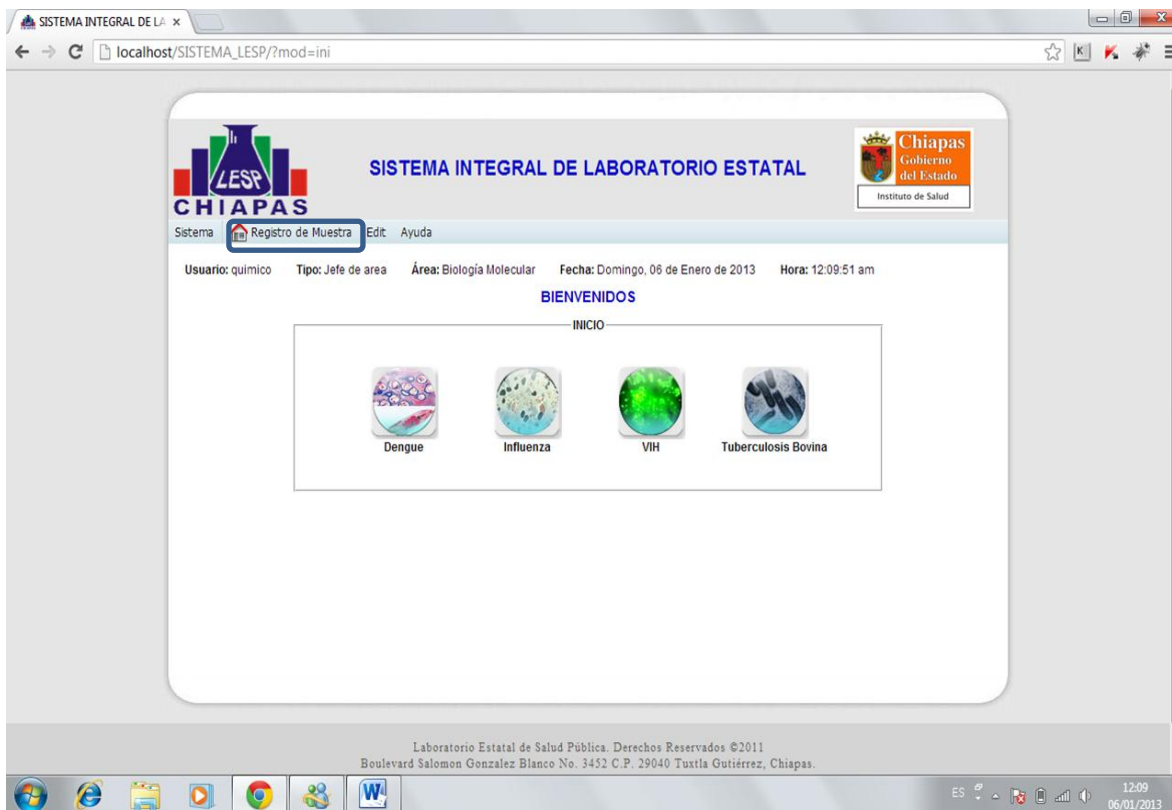 SISTEMA INTEGRAL DE LA
localhost/SISTEMA_LESP/?mod=ini
LESP
CHIAPAS
SISTEMA INTEGRAL DE LABORATORIO ESTATAL
Chiapas
Gobierno
del Estado
Instituto de Salud
Sistema Registro de Muestra Edit Ayuda
Usuario: quimico Tipo: Jefe de area Área: Biología Molecular Fecha: Domingo, 06 de Enero de 2013 Hora: 12:09:51 am
BIENVENIDOS
INICIO
Dengue Influenza VIH Tuberculosis Bovina
Laboratorio Estatal de Salud Pública. Derechos Reservados ©2011
Boulevard Salomon Gonzalez Blanco No. 3452 C.P. 29040 Tuxtla Gutiérrez, Chiapas.
ES 12:09
06/01/2013